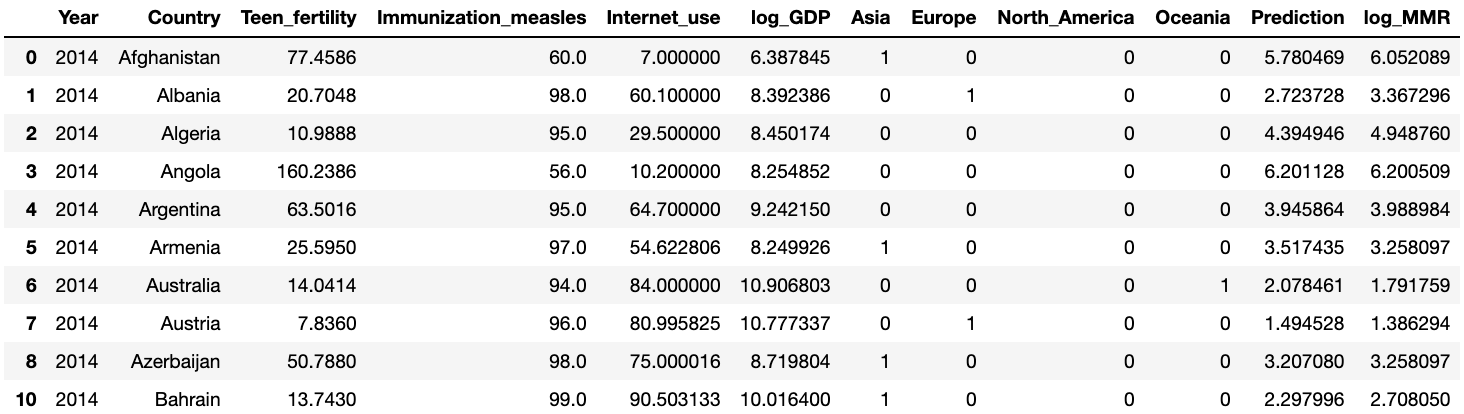 Year Country Teen_fertility Immunization_measles Internet_use log_GDP Asia Europe North_America Oceania Prediction log_MMR
0 2014 Afghanistan 77.4586 60.0 7.000000 6.387845 1 0 0 0 5.780469 6.052089
1 2014 Albania 20.7048 98.0 60.100000 8.392386 0 1 0 0 2.723728 3.367296
2 2014 Algeria 10.9888 95.0 29.500000 8.450174 0 0 0 0 4.394946 4.948760
3 2014 Angola 160.2386 56.0 10.200000 8.254852 0 0 0 0 6.201128 6.200509
4 2014 Argentina 63.5016 95.0 64.700000 9.242150 0 0 0 0 3.945864 3.988984
5 2014 Armenia 25.5950 97.0 54.622806 8.249926 1 0 0 0 3.517435 3.258097
6 2014 Australia 14.0414 94.0 84.000000 10.906803 0 0 0 1 2.078461 1.791759
7 2014 Austria 7.8360 96.0 80.995825 10.777337 0 1 0 0 1.494528 1.386294
8 2014 Azerbaijan 50.7880 98.0 75.000016 8.719804 1 0 0 0 3.207080 3.258097
10 2014 Bahrain 13.7430 99.0 90.503133 10.016400 1 0 0 0 2.297996 2.708050